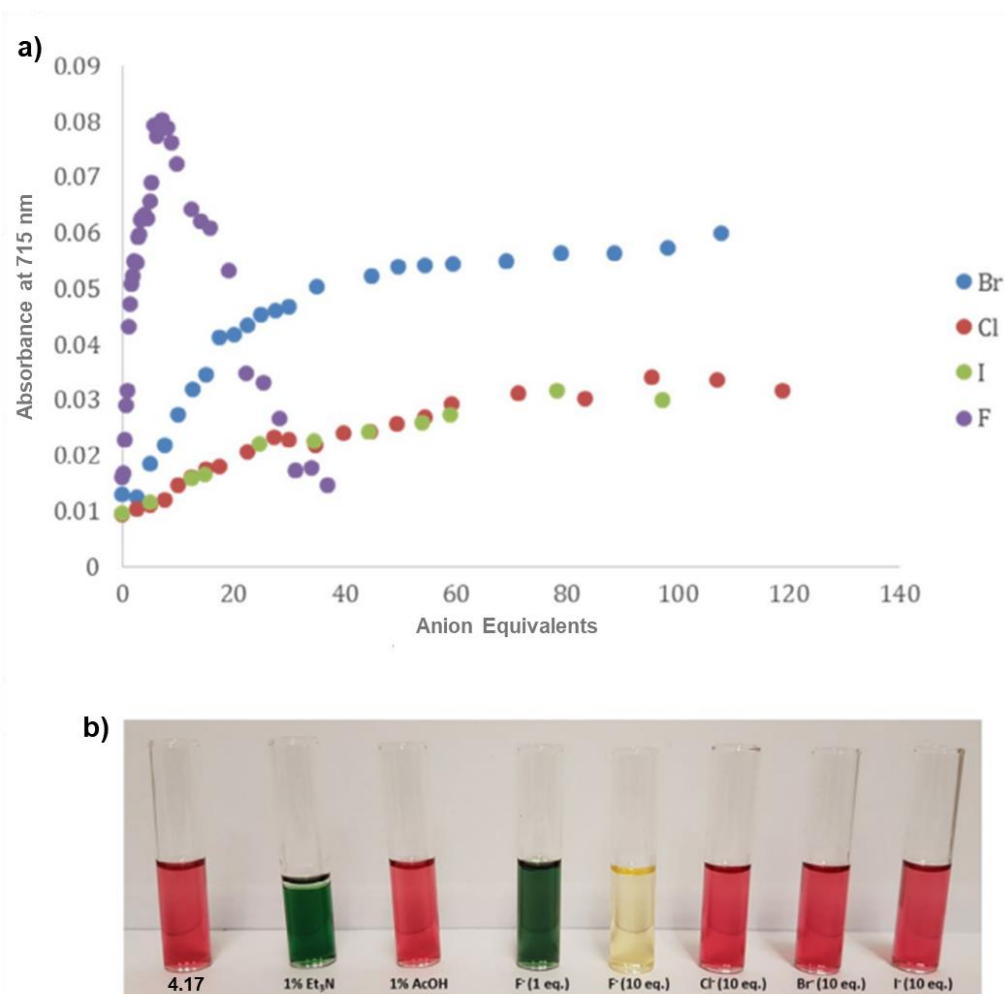 a)
0.09
0.08
0.07
0.06
0.05
0.04
0.03
0.02
0.01
0
Absorbance at 715 nm
0 20 40 60 80 100 120 140
Anion Equivalents
Br
Cl
I
F
b)
4.17 1% Et₃N 1% AcOH F⁻(1 eq.) F⁻(10 eq.) Cl⁻(10 eq.) Br⁻(10 eq.) I⁻(10 eq.)